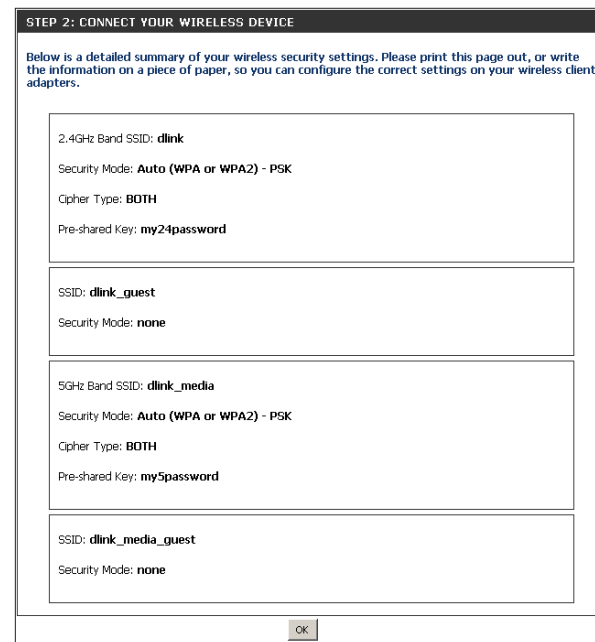 STEP 2: CONNECT YOUR WIRELESS DEVICE
Below is a detailed summary of your wireless security settings. Please print this page out, or write
the information on a piece of paper, so you can configure the correct settings on your wireless client
adapters.
2.4GHz Band SSID: dlink
Security Mode: Auto (WPA or WPA2) - PSK
Cipher Type: BOTH
Pre-shared Key: my24password
SSID: dlink_guest
Security Mode: none
5GHz Band SSID: dlink_media
Security Mode: Auto (WPA or WPA2) - PSK
Cipher Type: BOTH
Pre-shared Key: my5password
SSID: dlink_media_guest
Security Mode: none
OK